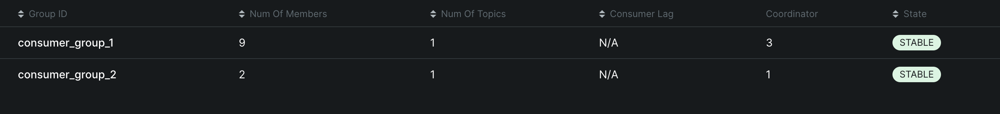 Group ID Num Of Members Num Of Topics Consumer Lag Coordinator State
consumer_group_1 9 1 N/A 3 STABLE
consumer_group_2 2 1 N/A 1 STABLE